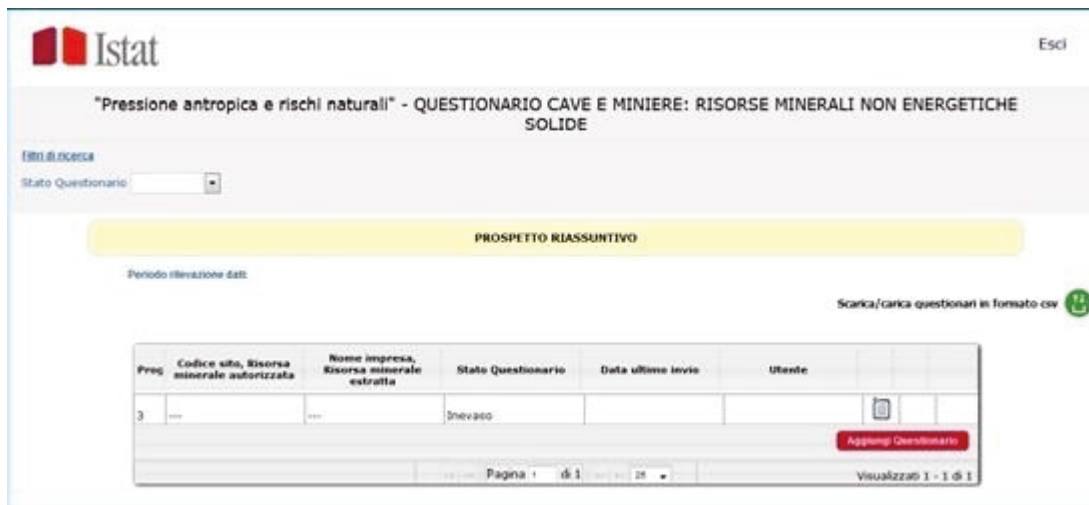 Istat
Esci
"Pressione antropica e rischi naturali" - QUESTIONARIO CAVE E MINIERE: RISORSE MINERALI NON ENERGETICHE
SOLIDE
Filtri di ricerca
Stato Questionario
PROSPETTO RIASSUNTIVO
Periodo rilevazione dati:
Scarica/carica questionari in formato csv
Prog Codice sito, Risorsa minerale autorizzata Nome impresa, Risorsa minerale estratta Stato Questionario Data ultimo invio Utente
3 --- --- Inevaso
Aggiungi Questionario
Pagina 1 di 1 25 Visualizzati 1 - 1 di 1